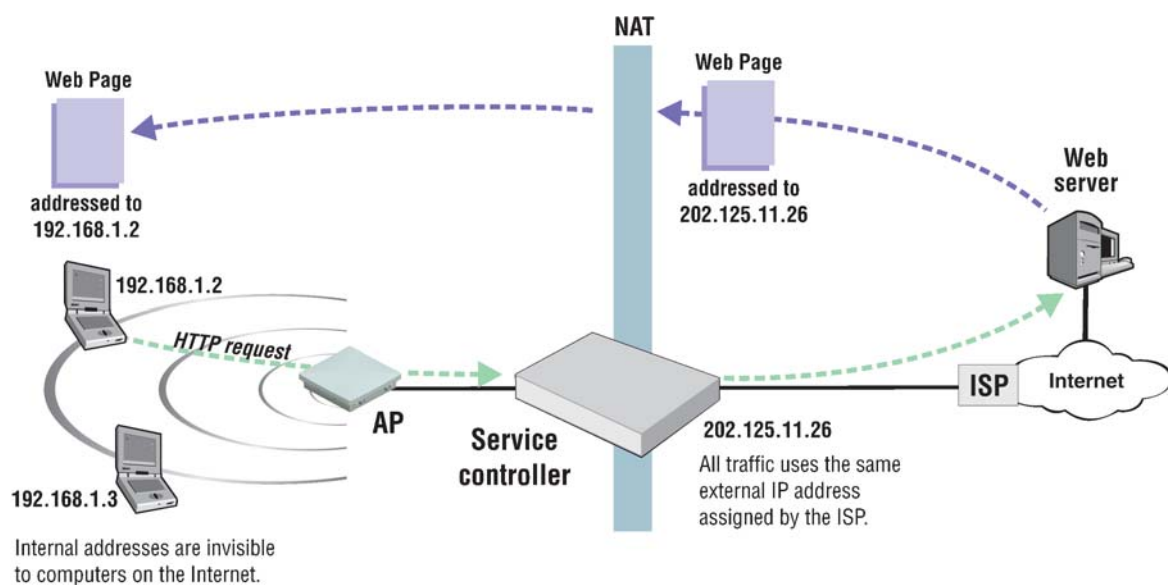 NAT
Web Page
addressed to
192.168.1.2
Web Page
addressed to
202.125.11.26
Web
server
192.168.1.2
HTTP request
AP
Service
controller
ISP
Internet
202.125.11.26
All traffic uses the same
external IP address
assigned by the ISP.
192.168.1.3
Internal addresses are invisible
to computers on the Internet.